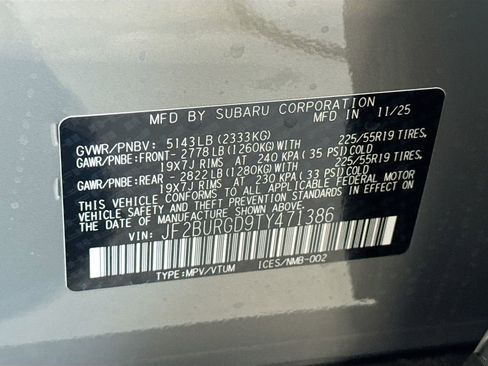 MFD BY SUBARU CORPORATION MFD IN 11/25
GVWR/PNBV: 5143LB (2333KG)
GAWR/PNBE:FRONT- 2778LB (1260KG) WITH 225/55R19 TIRES,
19X7J RIMS AT 240 KPA (35 PSI) COLD
GAWR/PNBE:REAR - 2822LB (1280KG) WITH 225/55R19 TIRES,
19X7J RIMS AT 230 KPA (33 PSI) COLD
THIS VEHICLE CONFORMS TO ALL APPLICABLE FEDERAL MOTOR
VEHICLE SAFETY STANDARDS IN EFFECT ON
THE DATE OF MANUFACTURE SHOWN ABOVE.
VIN: JF2BURGD9TY471386
TYPE:MPV/VTUM ICES/NMB-002